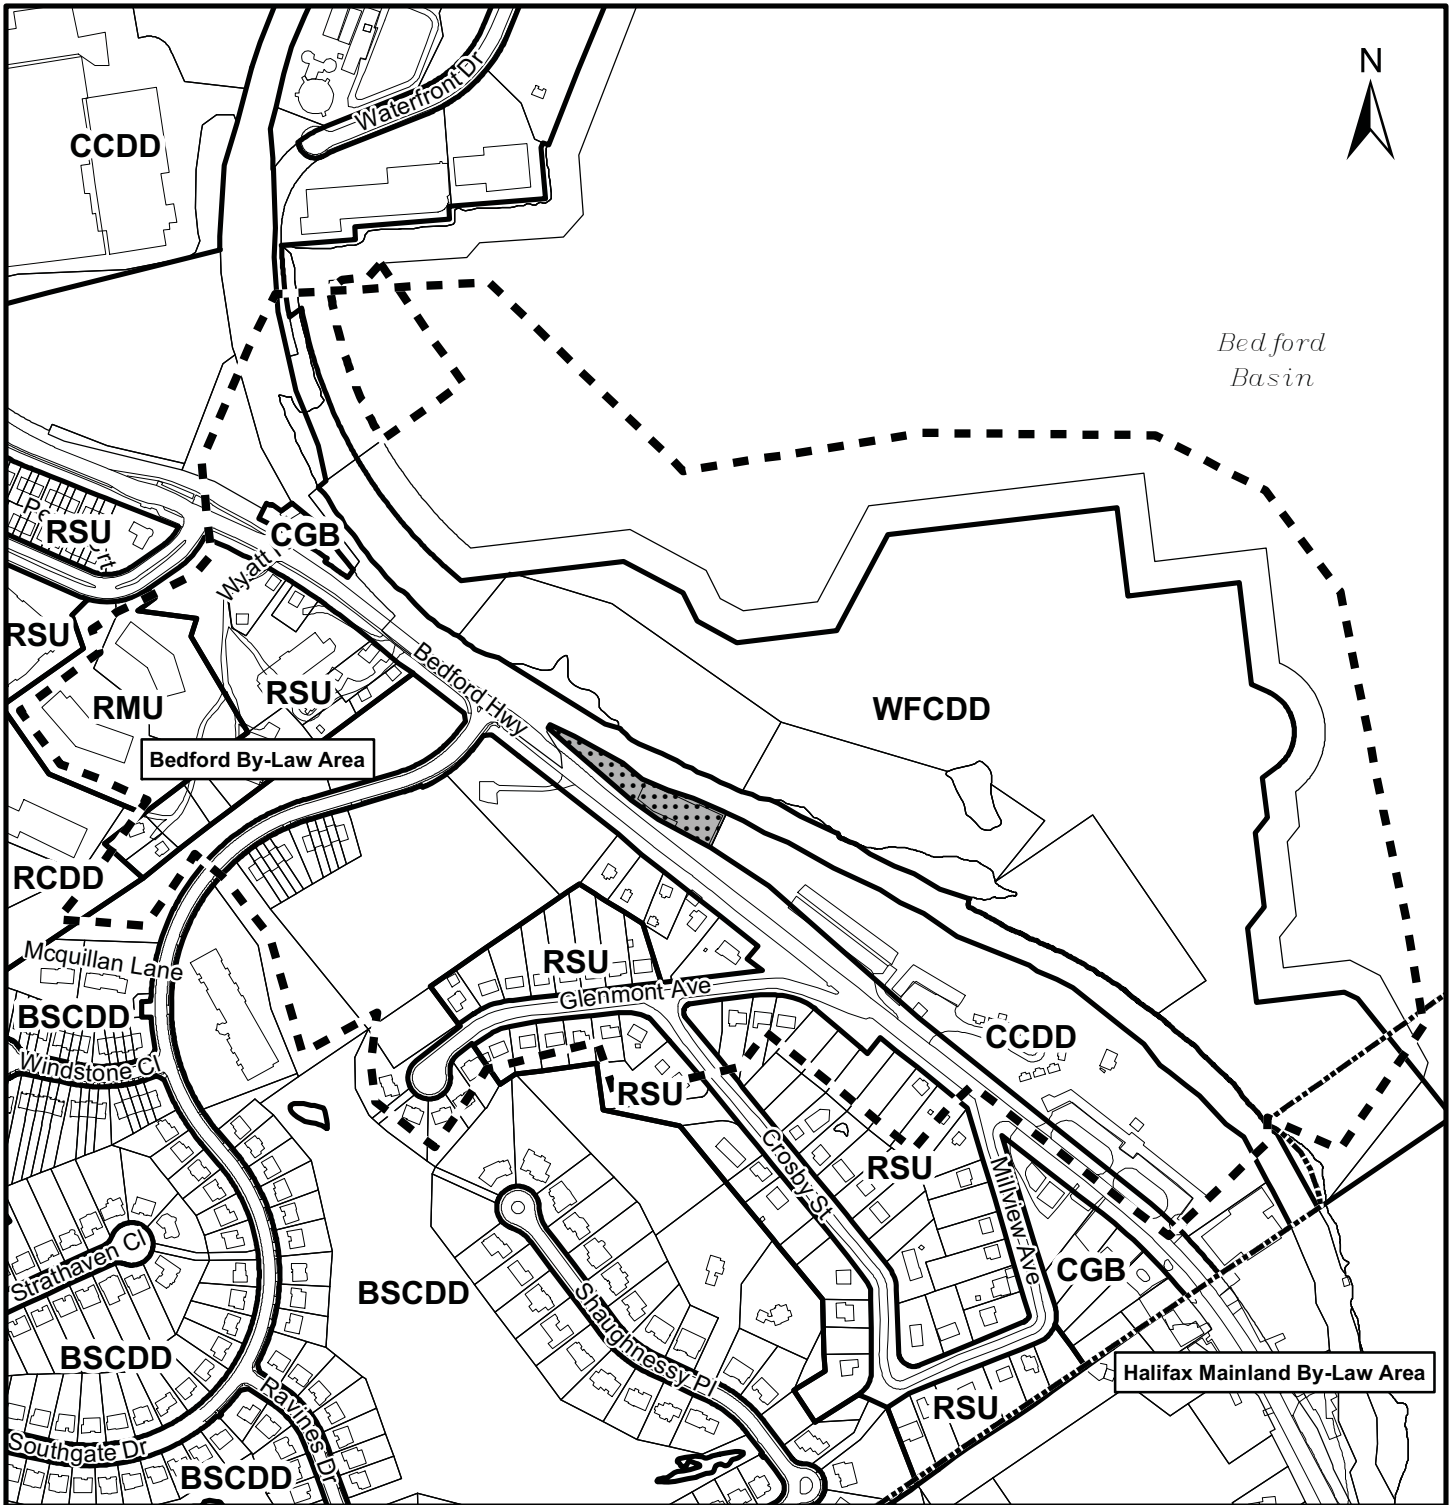 N
Waterfront Dr
CCDD
Bedford
Basin
RSU
CGB
RSU
RMU
RSU
Bedford Hwy
WFCDD
Bedford By-Law Area
RCDD
Mcquillan Lane
RSU
Glenmont Ave
BSCDD
CCDD
Windstone Cl
RSU
Crosby St
RSU
Millview Ave
Strathaven Cl
BSCDD
CGB
Shaughnessy Pl
BSCDD
Halifax Mainland By-Law Area
Ravines Dr
RSU
Southgate Dr
BSCDD